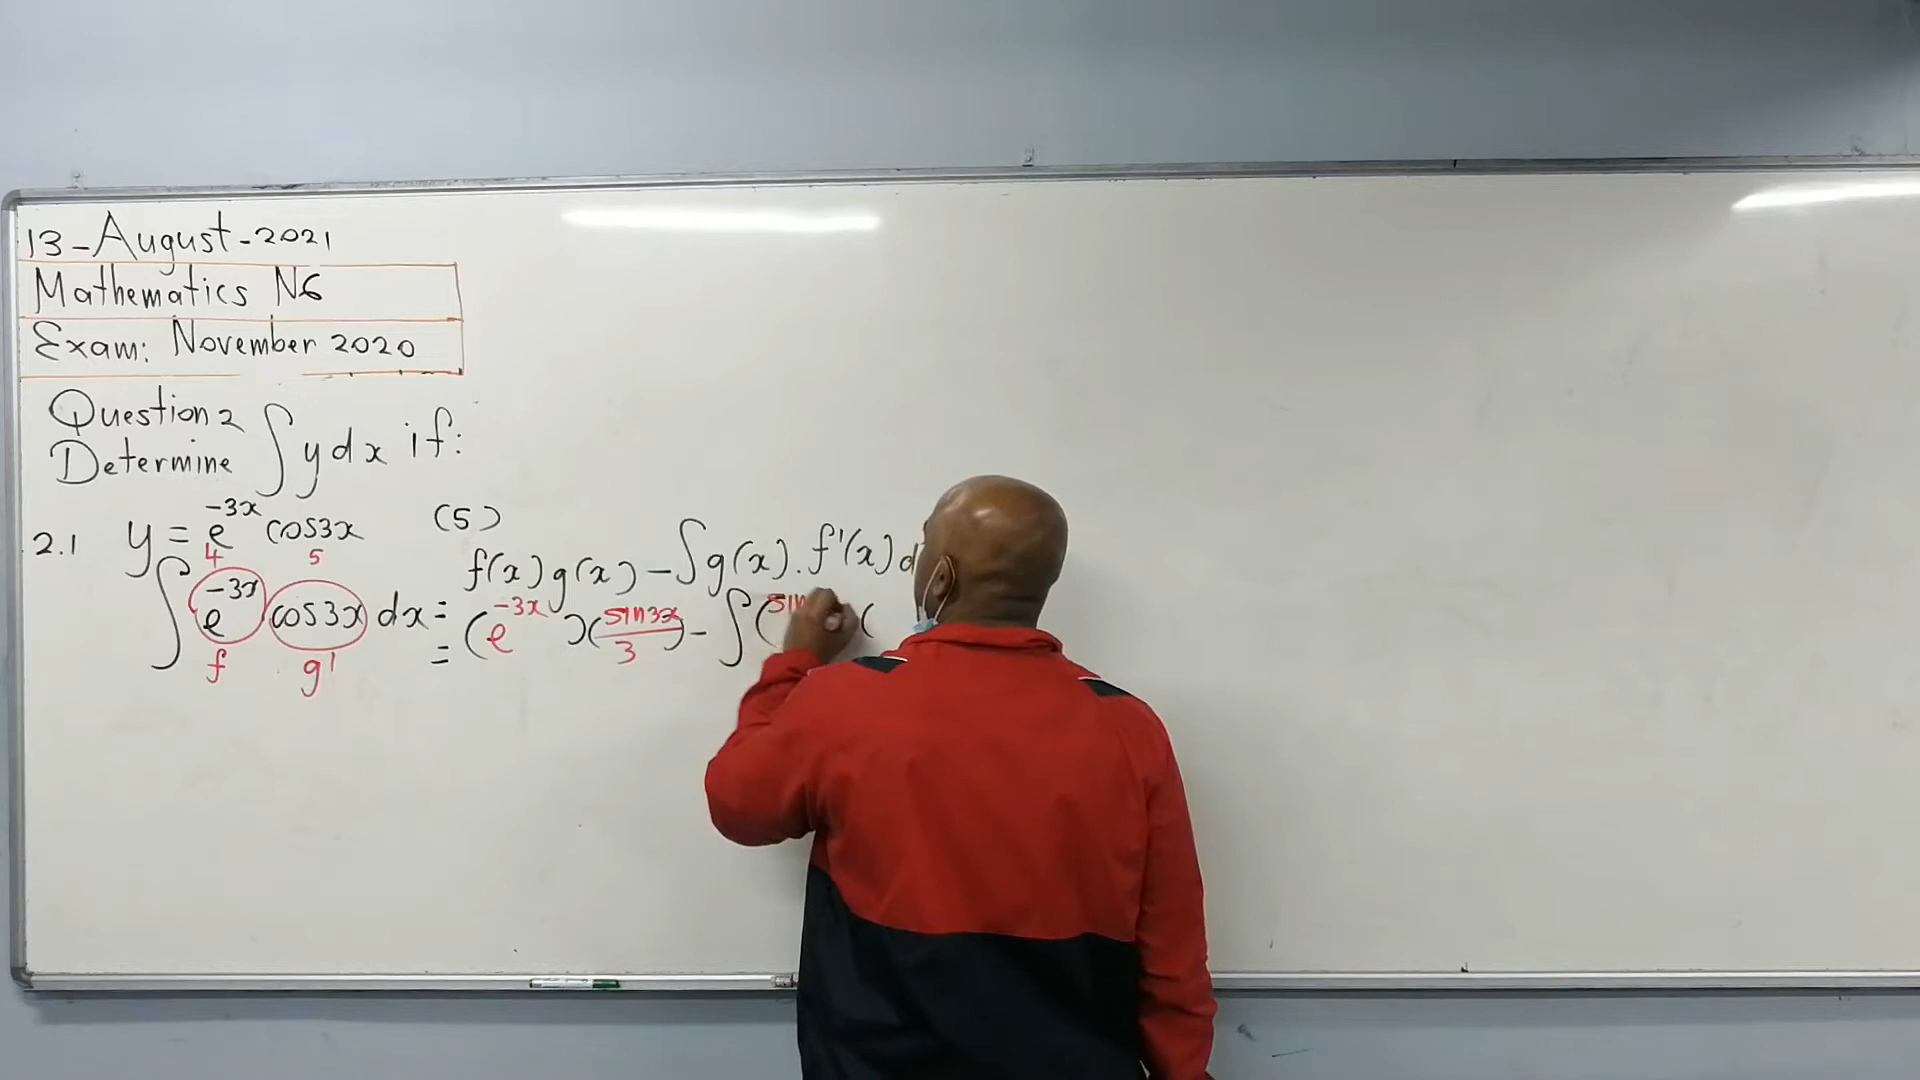 13-August-2021
Mathematics N6
Exam: November 2020
Question 2
Determine ∫ y dx if:
2.1 y = e^{-3x} cos3x (5)
4 5
f(x) g(x) - ∫ g(x) . f'(x) d
∫ e^{-3x} cos3x dx = (e^{-3x})(sin3x/3) - ∫ (sin (
f g' =